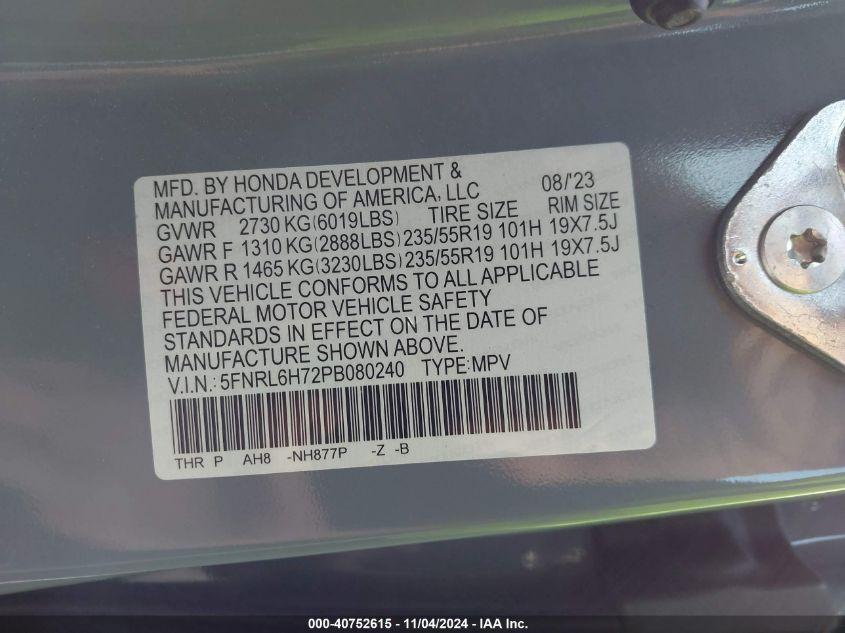 MFD. BY HONDA DEVELOPMENT &
MANUFACTURING OF AMERICA, LLC 08/'23
GVWR 2730 KG(6019LBS) TIRE SIZE RIM SIZE
GAWR F 1310 KG(2888LBS) 235/55R19 101H 19X7.5J
GAWR R 1465 KG(3230LBS) 235/55R19 101H 19X7.5J
THIS VEHICLE CONFORMS TO ALL APPLICABLE
FEDERAL MOTOR VEHICLE SAFETY
STANDARDS IN EFFECT ON THE DATE OF
MANUFACTURE SHOWN ABOVE.
V.I.N.: 5FNRL6H72PB080240 TYPE: MPV
THR P AH8 -NH877P -Z -B
000-40752615 - 11/04/2024 - IAA Inc.